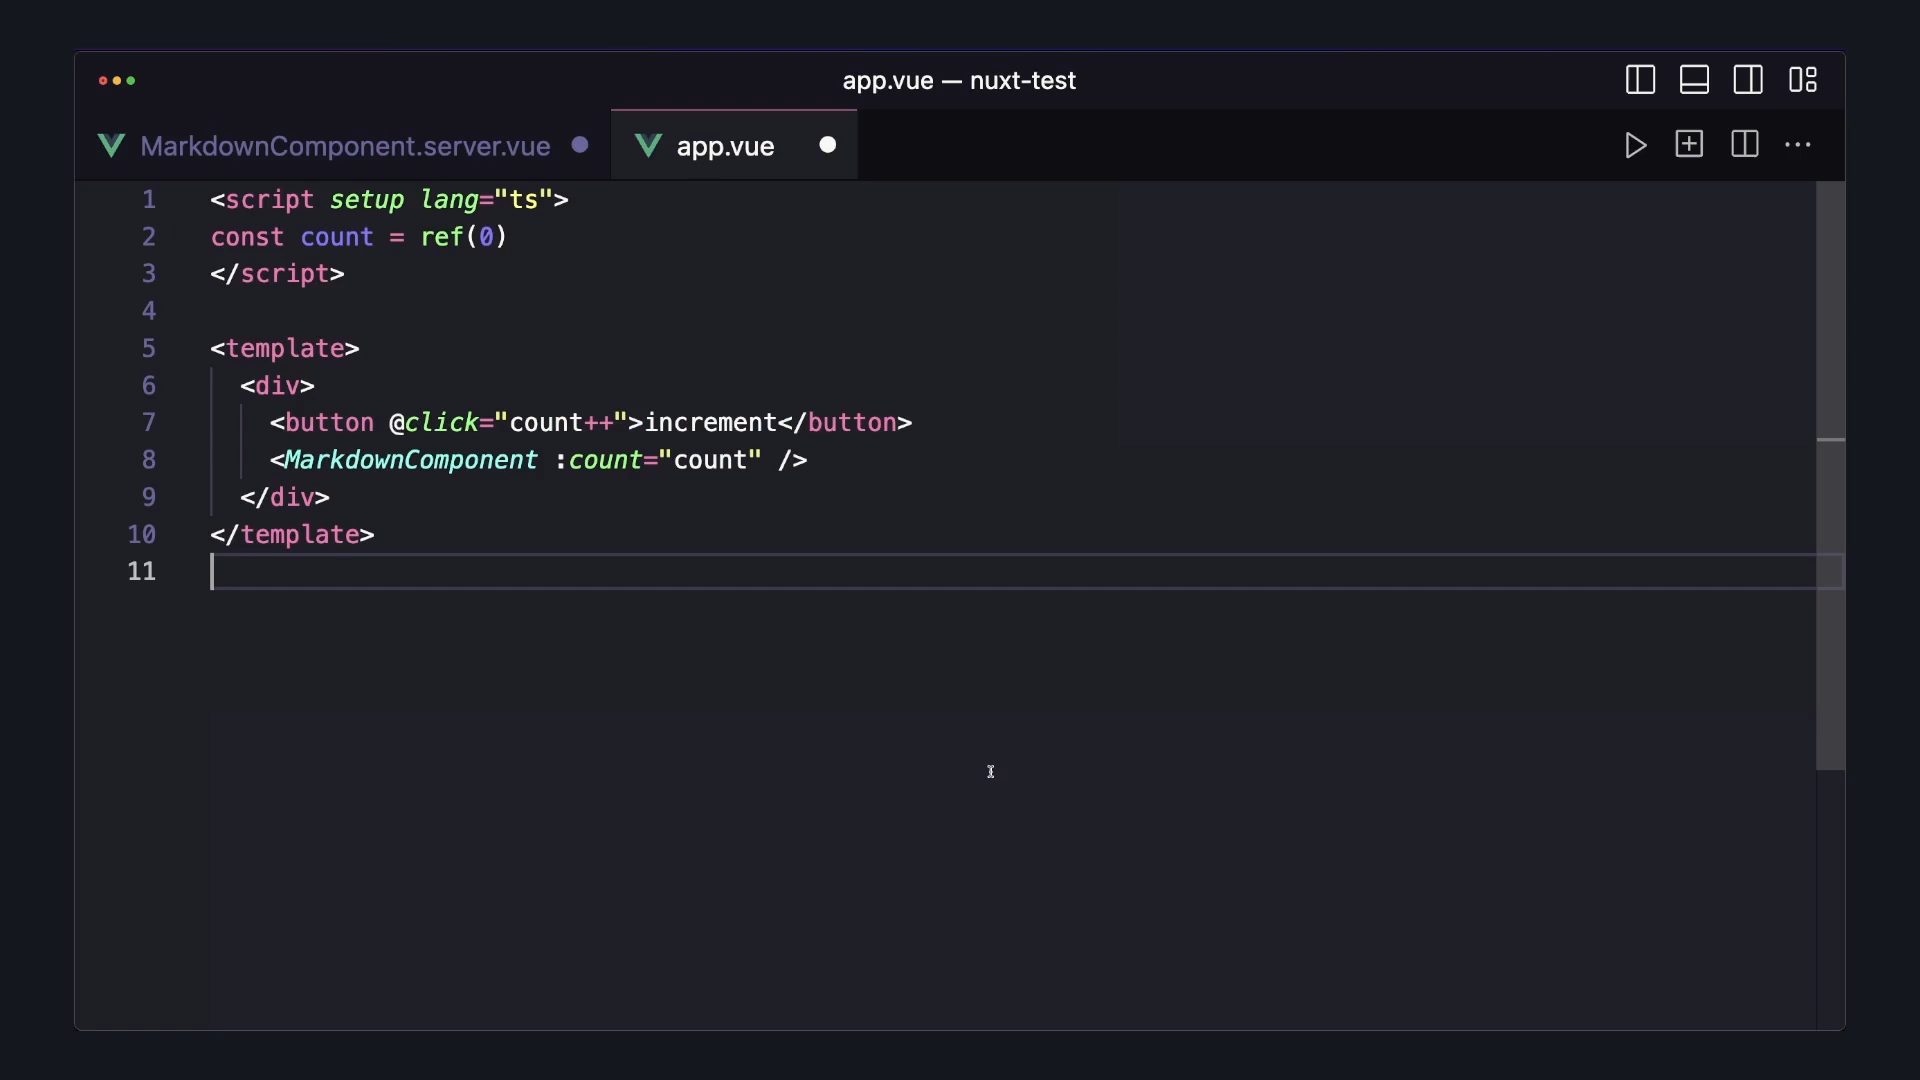 app.vue — nuxt-test
MarkdownComponent.server.vue
app.vue
1 <script setup lang="ts">
2 const count = ref(0)
3 </script>
4
5 <template>
6   <div>
7     <button @click="count++">increment</button>
8     <MarkdownComponent :count="count" />
9   </div>
10 </template>
11